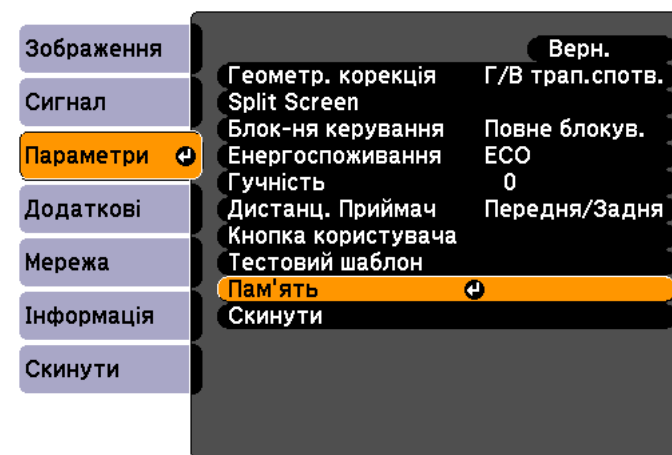 Зображення
Сигнал
Параметри
Додаткові
Мережа
Інформація
Скинути
Верн.
Геометр. корекція Г/В трап.спотв.
Split Screen
Блок-ня керування Повне блокув.
Енергоспоживання ECO
Гучність 0
Дистанц. Приймач Передня/Задня
Кнопка користувача
Тестовий шаблон
Пам'ять
Скинути